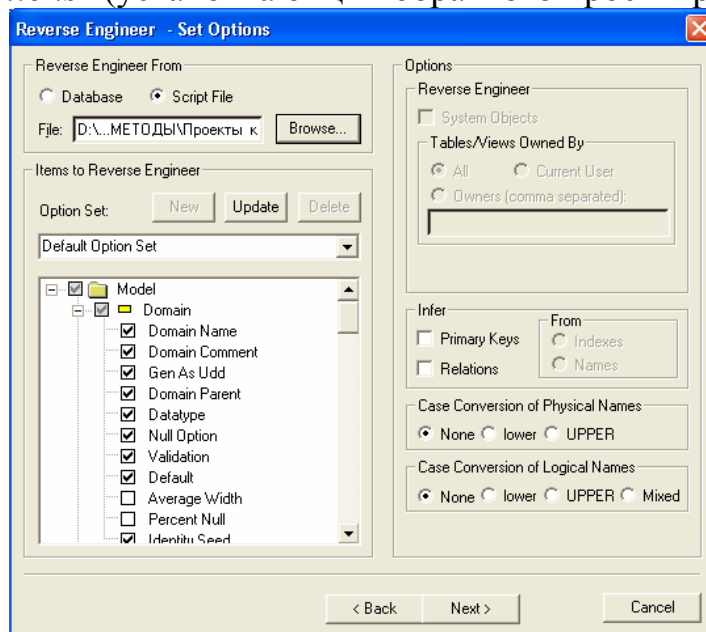 Reverse Engineer - Set Options
Reverse Engineer From
Database Script File
File: D:\...МЕТОДЫ\Проекты к Browse...
Items to Reverse Engineer
Option Set: New Update Delete
Default Option Set
Model
Domain
Domain Name
Domain Comment
Gen As Udd
Domain Parent
Datatype
Null Option
Validation
Default
Average Width
Percent Null
Identity Seed
Options
Reverse Engineer
System Objects
Tables/Views Owned By
All Current User
Owners (comma separated):
Infer
Primary Keys
Relations
From
Indexes
Names
Case Conversion of Physical Names
None lower UPPER
Case Conversion of Logical Names
None lower UPPER Mixed
< Back Next > Cancel